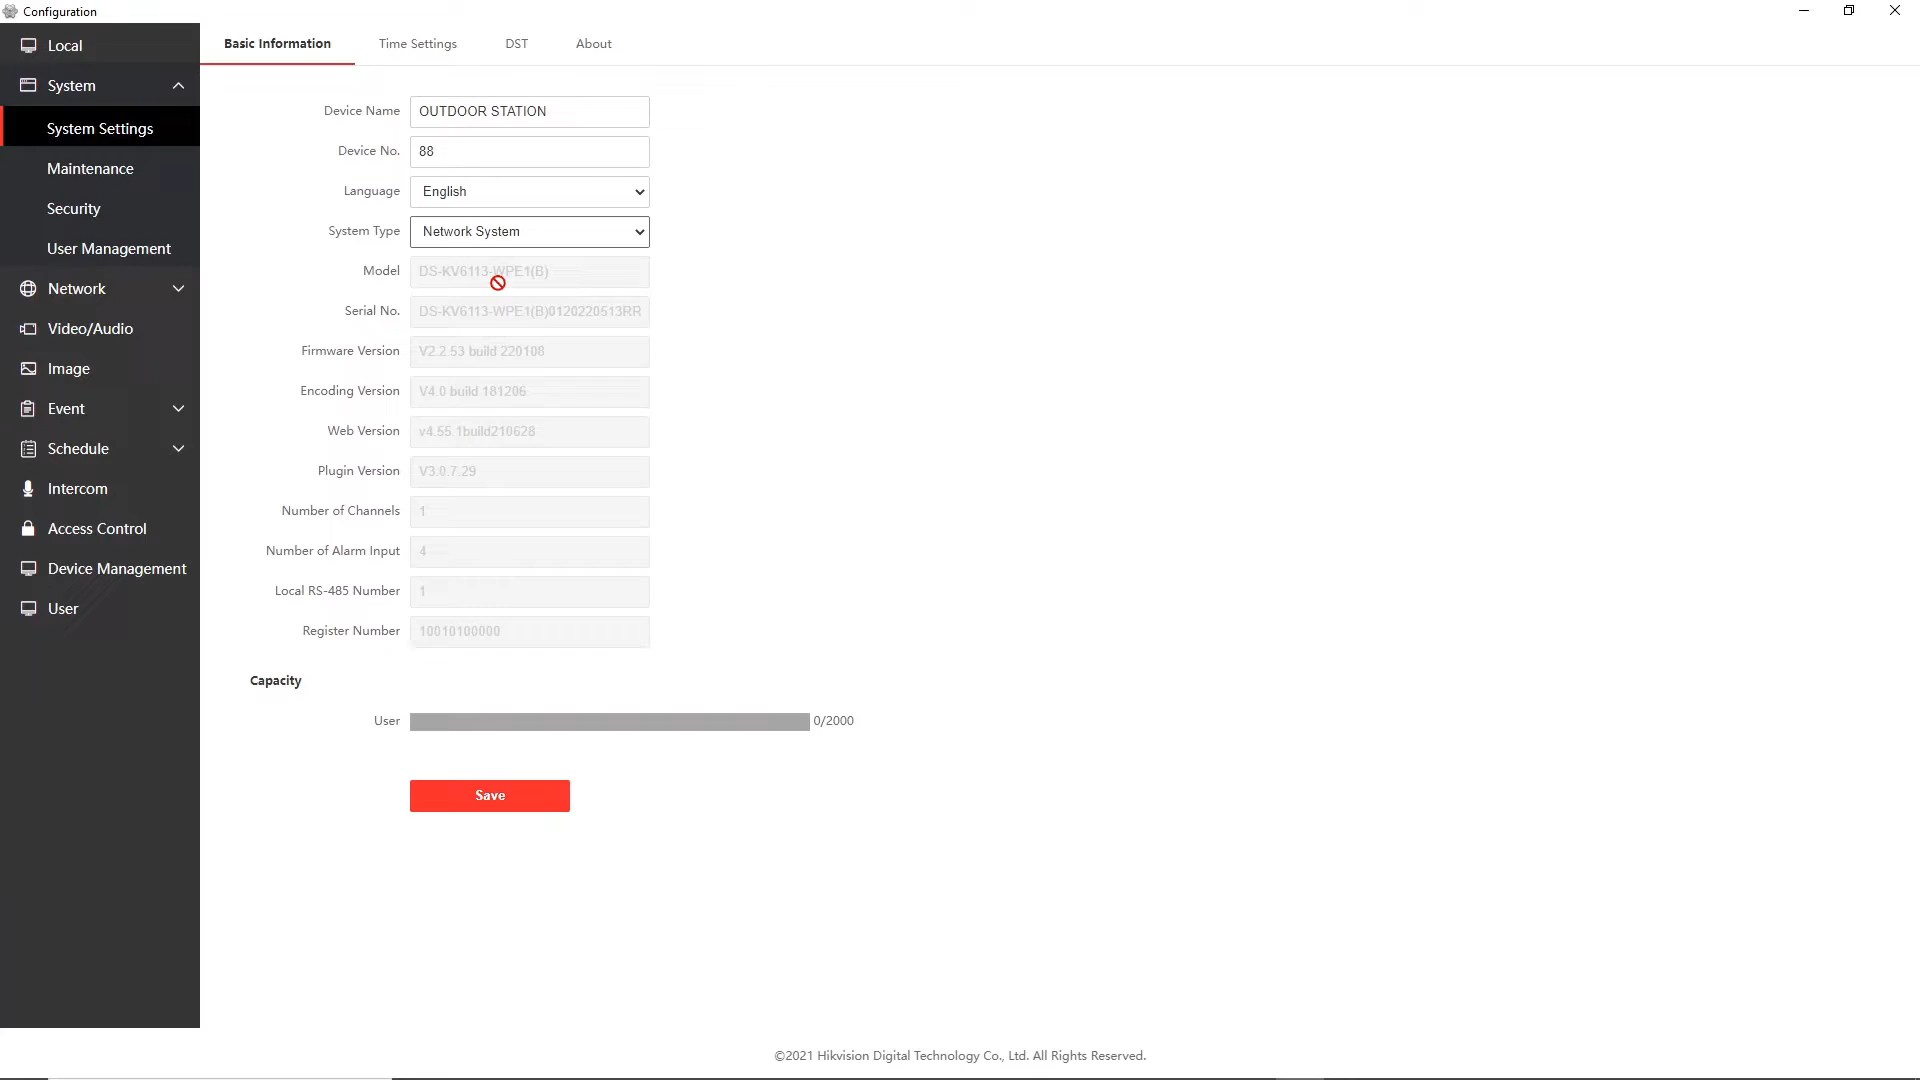 Configuration
Local
System
System Settings
Maintenance
Security
User Management
Network
Video/Audio
Image
Event
Schedule
Intercom
Access Control
Device Management
User
Basic Information Time Settings DST About
Device Name OUTDOOR STATION
Device No. 88
Language English
System Type Network System
Model DS-KV6113-WPE1(B)
Serial No. DS-KV6113-WPE1(B)0120220513RR
Firmware Version V2.2.53 build 220108
Encoding Version V4.0 build 181206
Web Version v4.55.1build210628
Plugin Version V3.0.7.29
Number of Channels 1
Number of Alarm Input 4
Local RS-485 Number 1
Register Number 10010100000
Capacity
User 0/2000
Save
©2021 Hikvision Digital Technology Co., Ltd. All Rights Reserved.